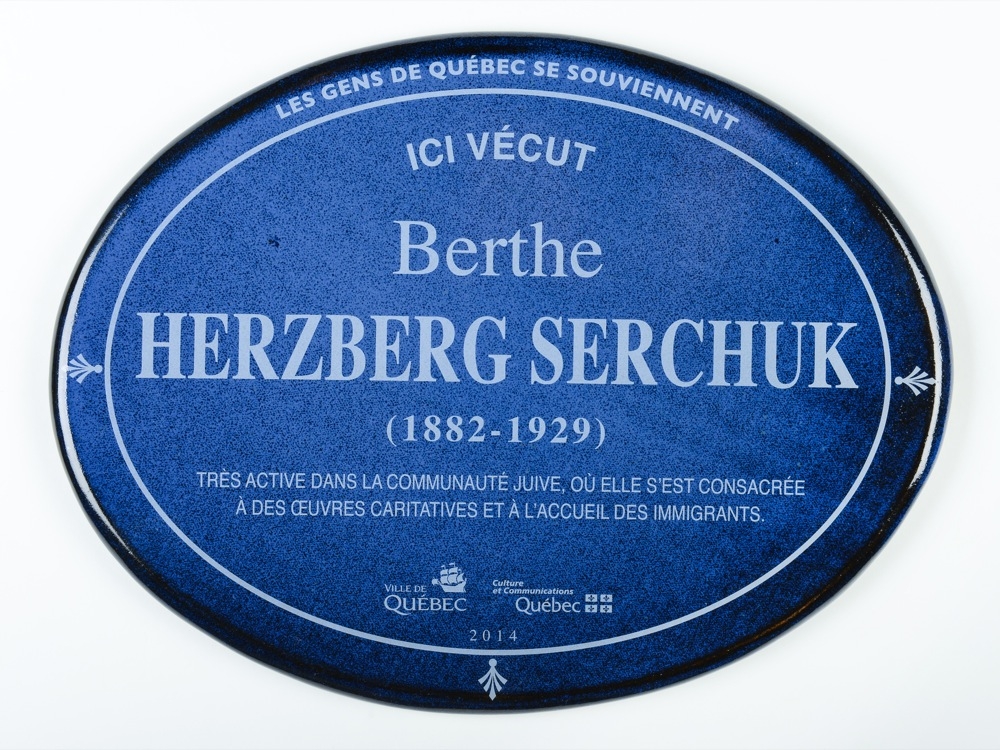 LES GENS DE QUÉBEC SE SOUVIENNENT
ICI VÉCUT
Berthe
HERZBERG SERCHUK
(1882-1929)
TRÈS ACTIVE DANS LA COMMUNAUTÉ JUIVE, OÙ ELLE S'EST CONSACRÉE
À DES ŒUVRES CARITATIVES ET À L'ACCUEIL DES IMMIGRANTS.
VILLE DE
QUÉBEC
Culture
et Communications
Québec
2014